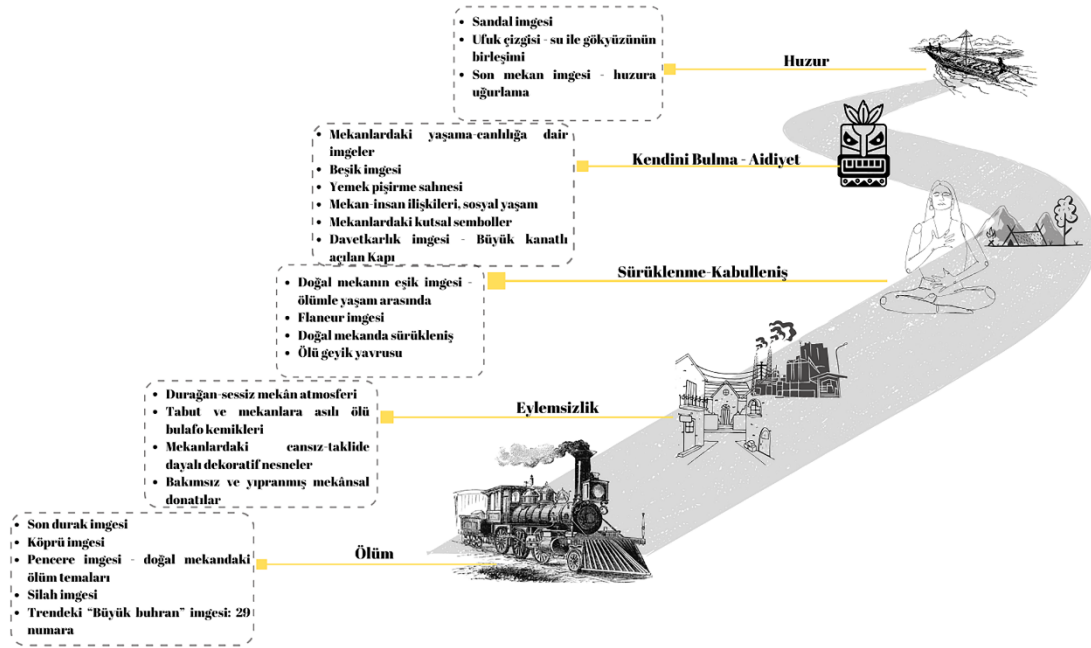 • Sandal imgesi
• Ufuk çizgisi - su ile gökyüzünün
birleşimi
• Son mekan imgesi - huzura
uğurlama
Huzur
• Mekanlardaki yaşama-canlılığa dair
imgeler
• Beşik imgesi
• Yemek pişirme sahnesi
• Mekan-insan ilişkileri, sosyal yaşam
• Mekanlardaki kutsal semboller
• Davetkarlık imgesi - Büyük kanatlı
açılan Kapı
Kendini Bulma - Aidiyet
• Doğal mekanın eşik imgesi -
ölümle yaşam arasında
• Flaneur imgesi
• Doğal mekanda sürükleniş
• Ölü geyik yavrusu
Sürüklenme-Kabulleniş
• Durağan-sessiz mekân atmosferi
• Tabut ve mekanlara asılı ölü
bulafo kemikleri
• Mekanlardaki cansız-taklide
dayalı dekoratif nesneler
• Bakımsız ve yıpranmış mekânsal
donatılar
Eylemsizlik
• Son durak imgesi
• Köprü imgesi
• Pencere imgesi - doğal mekandaki
ölüm temaları
• Silah imgesi
• Trendeki “Büyük buhran” imgesi: 29
numara
Ölüm